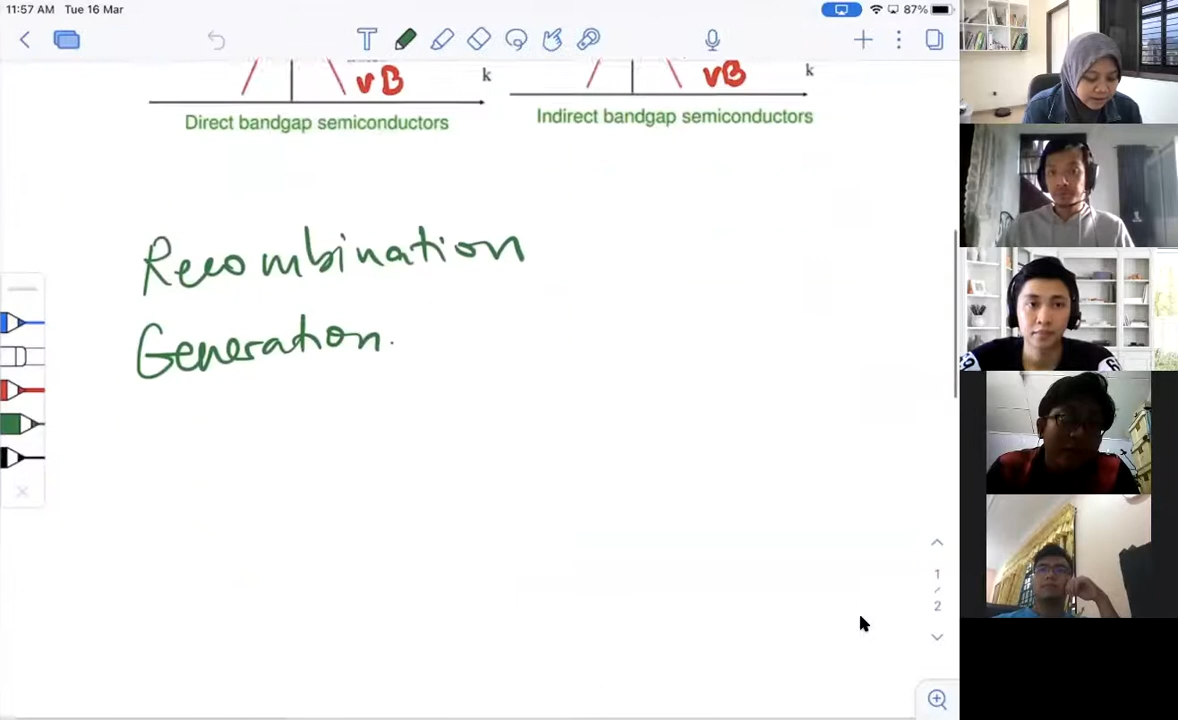 11:57 AM Tue 16 Mar 87%
T
VB k VB k
Direct bandgap semiconductors Indirect bandgap semiconductors
Recombination
Generation.
1
/
2